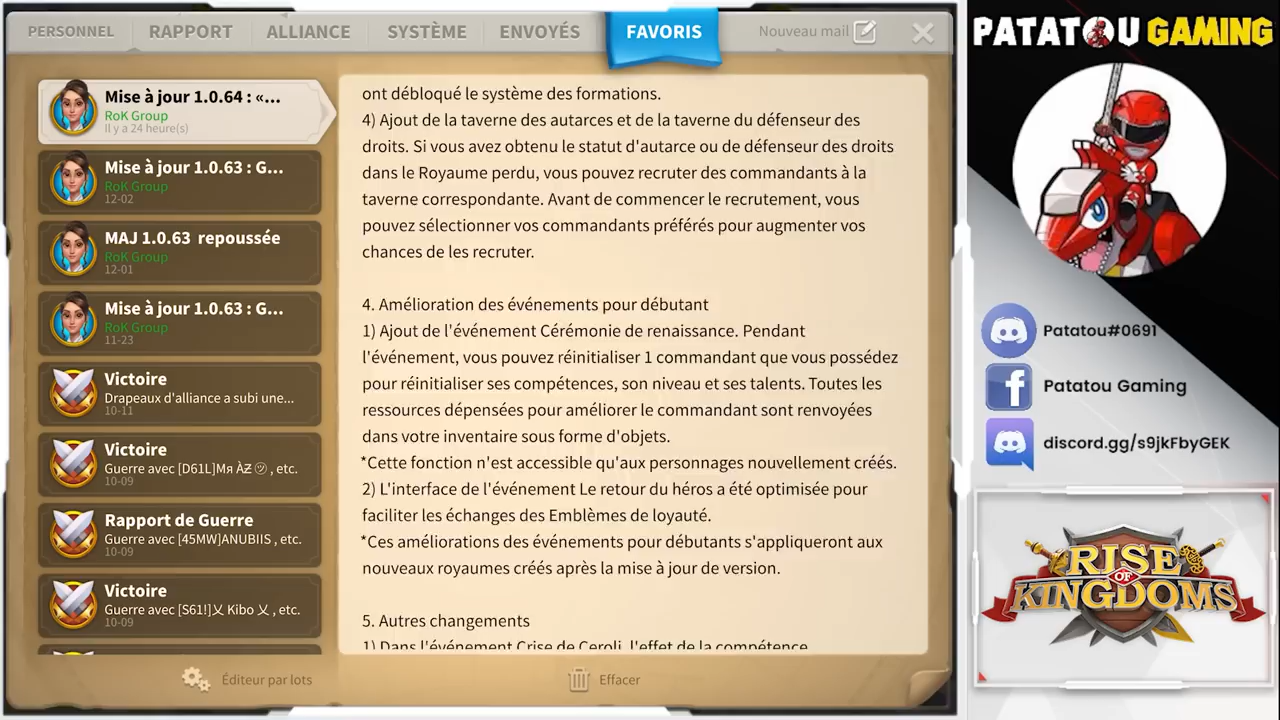 PERSONNEL
RAPPORT
ALLIANCE
SYSTÈME
ENVOYÉS
FAVORIS
Nouveau mail
Mise à jour 1.0.64 : «...
RoK Group
Il y a 24 heure(s)
Mise à jour 1.0.63 : G...
RoK Group
12-02
MAJ 1.0.63 repoussée
RoK Group
12-01
Mise à jour 1.0.63 : G...
RoK Group
11-23
Victoire
Drapeaux d'alliance a subi une...
10-11
Victoire
Guerre avec [D61L]Mя ÀƵ ツ, etc.
10-09
Rapport de Guerre
Guerre avec [45MW]ANUBIIS , etc.
10-09
Victoire
Guerre avec [S61!]乂 Kibo 乂 , etc.
10-09
ont débloqué le système des formations.
4) Ajout de la taverne des autarces et de la taverne du défenseur des
droits. Si vous avez obtenu le statut d'autarce ou de défenseur des droits
dans le Royaume perdu, vous pouvez recruter des commandants à la
taverne correspondante. Avant de commencer le recrutement, vous
pouvez sélectionner vos commandants préférés pour augmenter vos
chances de les recruter.
4. Amélioration des événements pour débutant
1) Ajout de l'événement Cérémonie de renaissance. Pendant
l'événement, vous pouvez réinitialiser 1 commandant que vous possédez
pour réinitialiser ses compétences, son niveau et ses talents. Toutes les
ressources dépensées pour améliorer le commandant sont renvoyées
dans votre inventaire sous forme d'objets.
*Cette fonction n'est accessible qu'aux personnages nouvellement créés.
2) L'interface de l'événement Le retour du héros a été optimisée pour
faciliter les échanges des Emblèmes de loyauté.
*Ces améliorations des événements pour débutants s'appliqueront aux
nouveaux royaumes créés après la mise à jour de version.
5. Autres changements
1) Dans l'événement Crise de Ceroli, l'effet de la compétence
Éditeur par lots
Effacer
PATATOU GAMING
Patatou#0691
Patatou Gaming
discord.gg/s9jkFbyGEK
RISE
OF
KINGDOMS